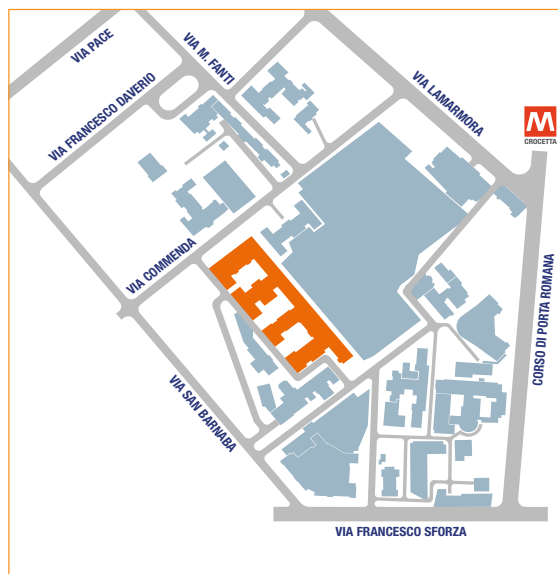 VIA PACE
VIA M. FANTI
VIA FRANCESCO DAVERIO
VIA LAMARMORA
M
CROCETTA
VIA COMMENDA
CORSO DI PORTA ROMANA
VIA SAN BARNABA
VIA FRANCESCO SFORZA